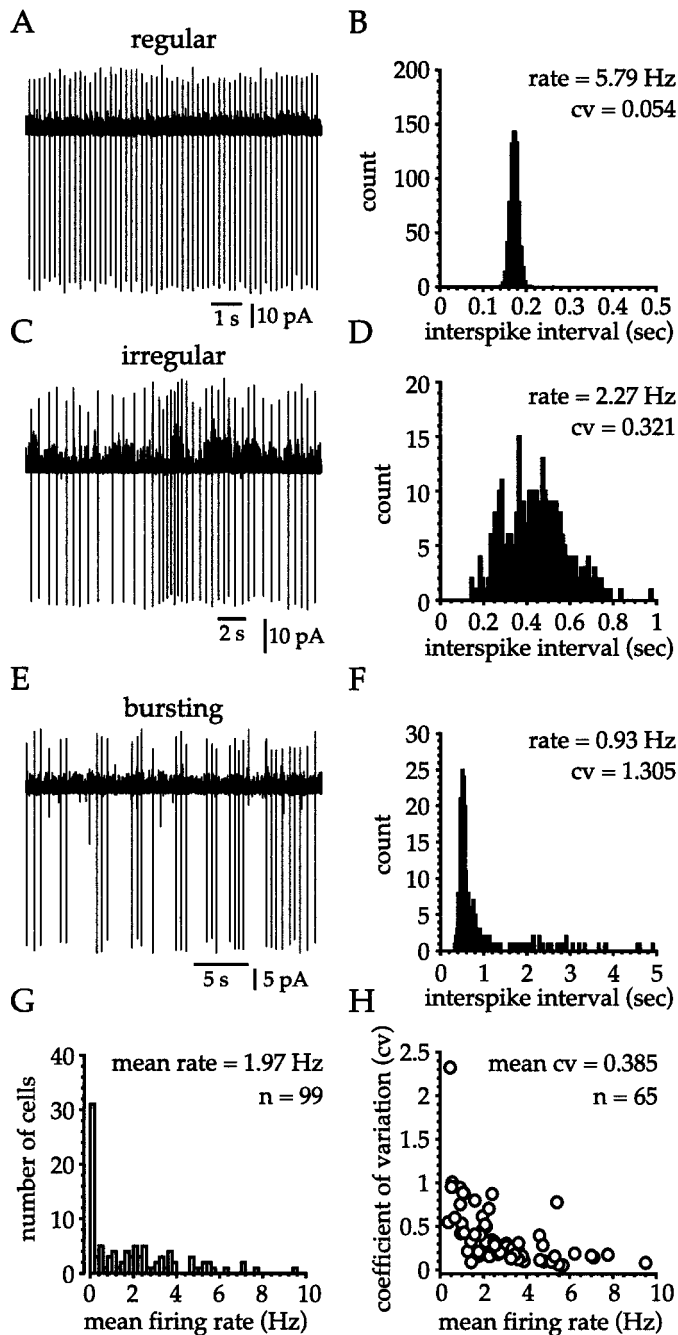 A
regular
1 s
10 pA
B
rate = 5.79 Hz
cv = 0.054
count
200
150
100
50
0
0 0.1 0.2 0.3 0.4 0.5
interspike interval (sec)
C
irregular
2 s
10 pA
D
rate = 2.27 Hz
cv = 0.321
count
20
15
10
5
0
0 0.2 0.4 0.6 0.8 1
interspike interval (sec)
E
bursting
5 s
5 pA
F
rate = 0.93 Hz
cv = 1.305
count
30
25
20
15
10
5
0
0 1 2 3 4 5
interspike interval (sec)
G
mean rate = 1.97 Hz
n = 99
number of cells
40
30
20
10
0
0 2 4 6 8 10
mean firing rate (Hz)
H
mean cv = 0.385
n = 65
coefficient of variation (cv)
2.5
2
1.5
1
0.5
0
0 2 4 6 8 10
mean firing rate (Hz)